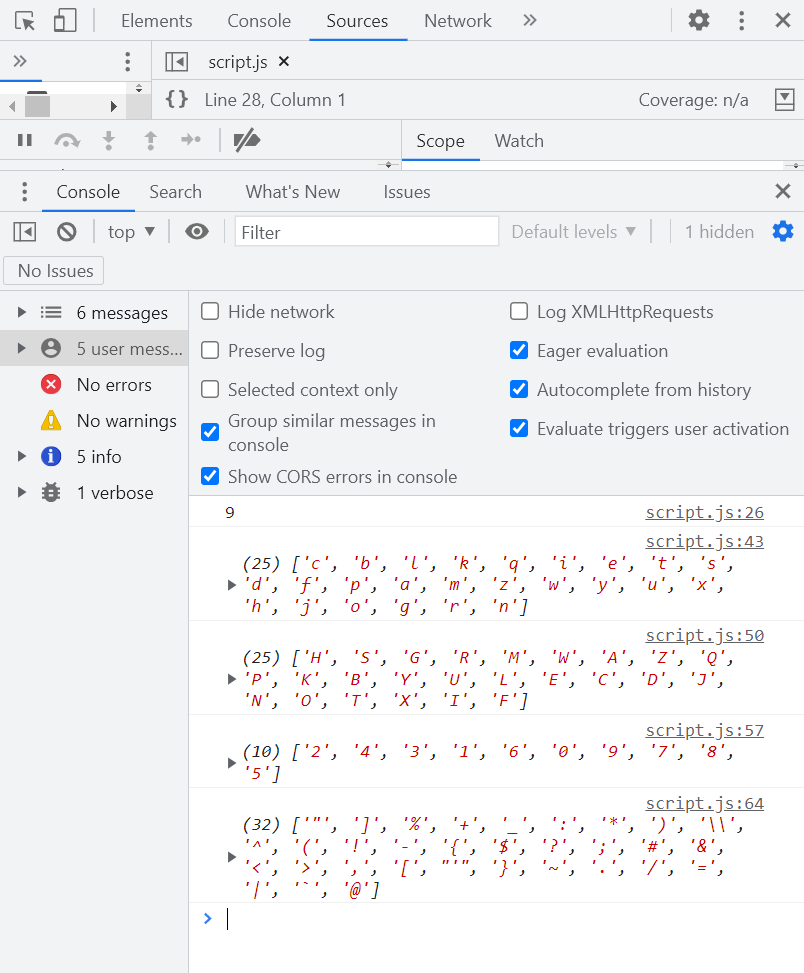 Elements Console Sources Network »
» script.js ×
{} Line 28, Column 1 Coverage: n/a
Scope Watch
Console Search What's New Issues
top ▼ Filter Default levels ▼ 1 hidden
No Issues
6 messages
5 user mess...
No errors
No warnings
5 info
1 verbose
Hide network
Log XMLHttpRequests
Preserve log
Eager evaluation
Selected context only
Autocomplete from history
Group similar messages in
console
Evaluate triggers user activation
Show CORS errors in console
9 script.js:26
script.js:43
(25) ['c', 'b', 'l', 'k', 'q', 'i', 'e', 't', 's',
'd', 'f', 'p', 'a', 'm', 'z', 'w', 'y', 'u', 'x',
'h', 'j', 'o', 'g', 'r', 'n']
script.js:50
(25) ['H', 'S', 'G', 'R', 'M', 'W', 'A', 'Z', 'Q',
'P', 'K', 'B', 'Y', 'U', 'L', 'E', 'C', 'D', 'J',
'N', 'O', 'T', 'X', 'I', 'F']
script.js:57
(10) ['2', '4', '3', '1', '6', '0', '9', '7', '8',
'5']
script.js:64
(32) ['"', ']', '%', '+', '_', ':', '*', ')', '\\',
'^', '(', '!', '-', '{', '$', '?', ';', '#', '&',
'<', '>', ',', '[', "'", '}', '~', '.', '/', '=',
'|', '`', '@']
>